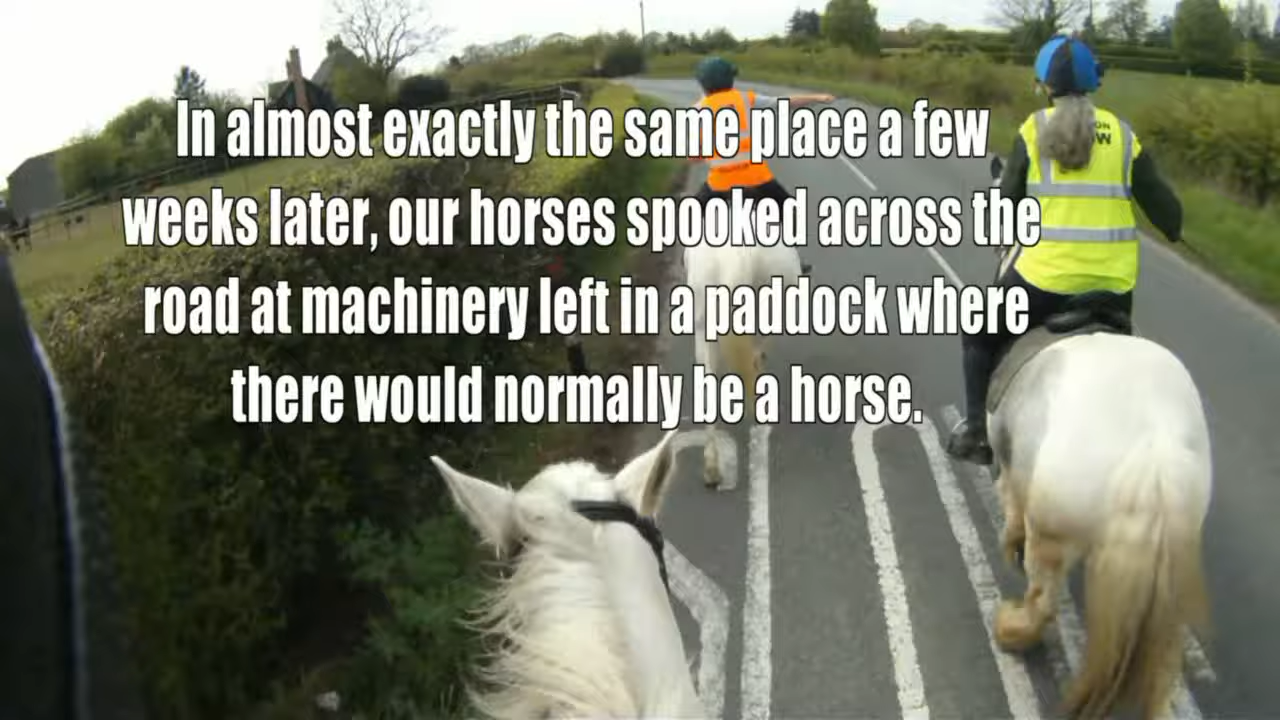 In almost exactly the same place a few
weeks later, our horses spooked across the
road at machinery left in a paddock where
there would normally be a horse.